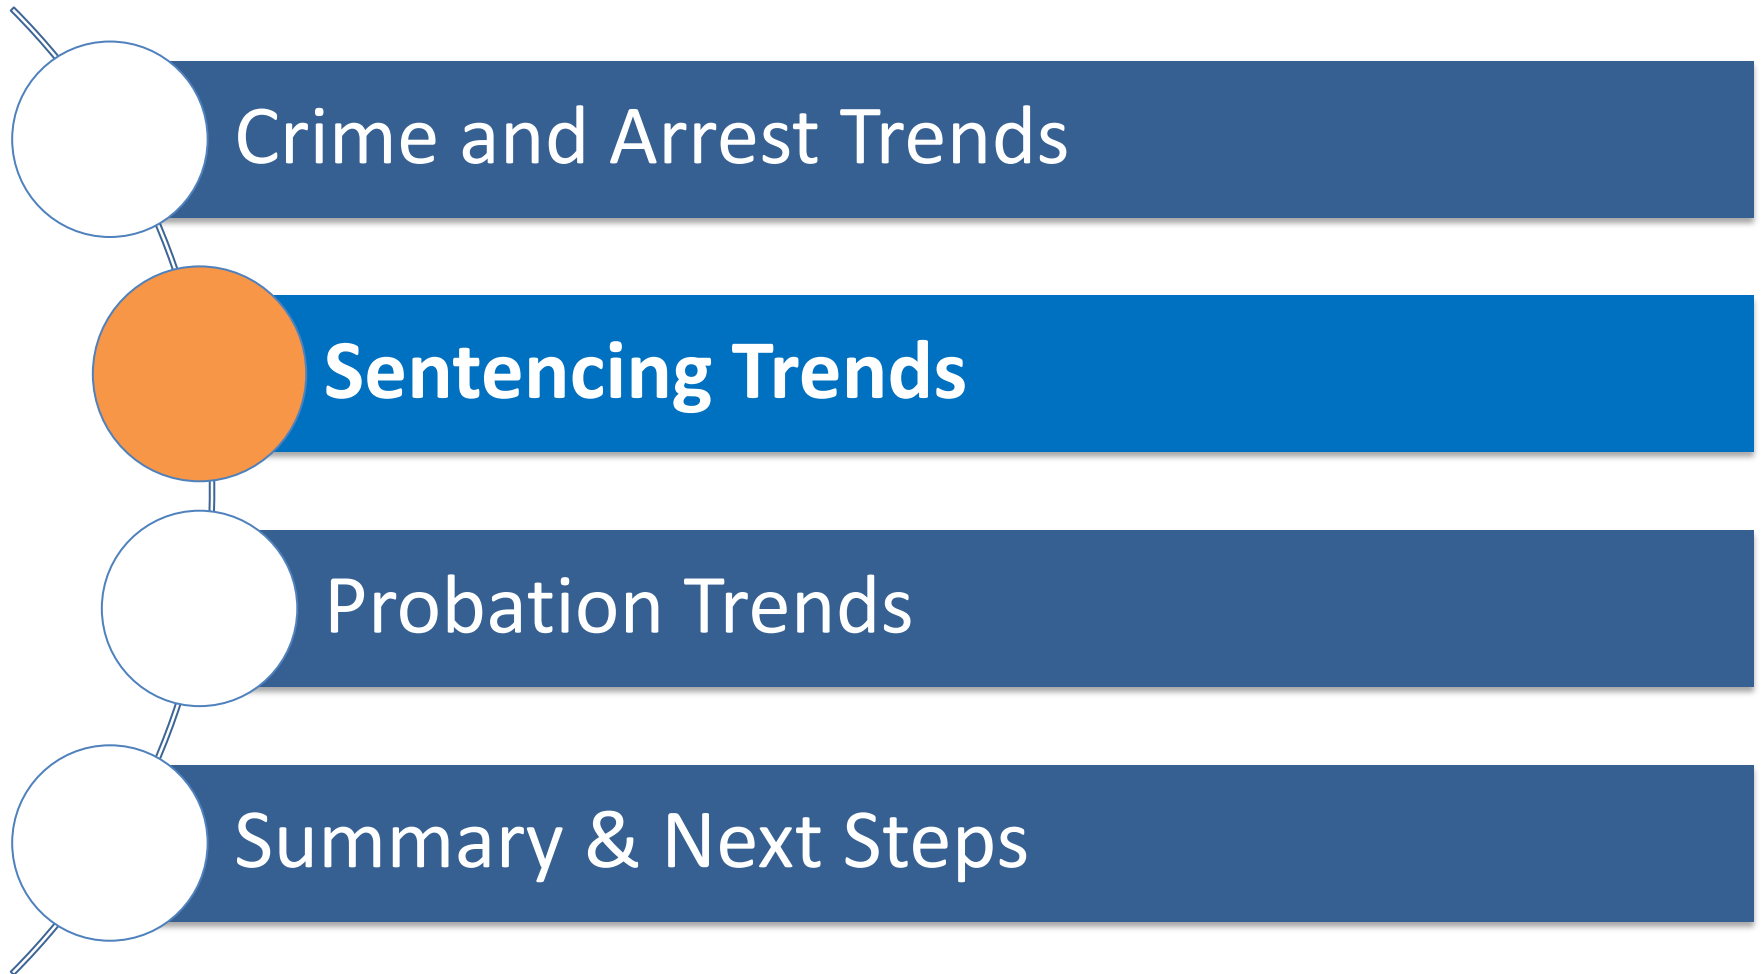 Crime and Arrest Trends
Sentencing Trends
Probation Trends
Summary & Next Steps